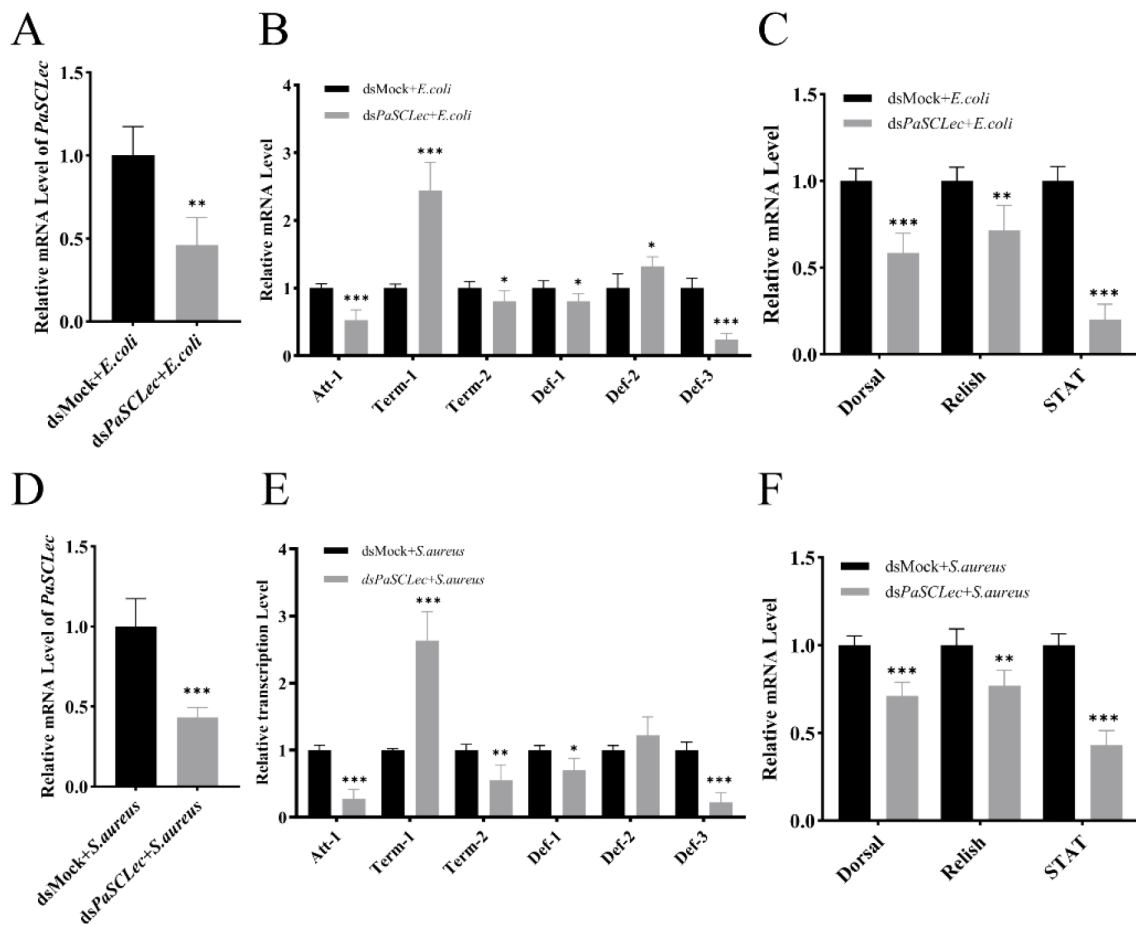 A
Relative mRNA Level of PaSCLec
1.5
1.0
0.5
0.0
**
dsMock+E.coli
dsPaSCLec+E.coli
B
Relative mRNA Level
4
3
2
1
0
dsMock+E.coli
dsPaSCLec+E.coli
***
***
*
*
*
***
Att-1
Term-1
Term-2
Def-1
Def-2
Def-3
C
Relative mRNA Level
1.5
1.0
0.5
0.0
dsMock+E.coli
dsPaSCLec+E.coli
***
**
***
Dorsal
Relish
STAT
D
Relative mRNA Level of PaSCLec
1.5
1.0
0.5
0.0
***
dsMock+S.aureus
dsPaSCLec+S.aureus
E
Relative transcription Level
4
3
2
1
0
dsMock+S.aureus
dsPaSCLec+S.aureus
***
***
**
*
***
Att-1
Term-1
Term-2
Def-1
Def-2
Def-3
F
Relative mRNA Level
1.5
1.0
0.5
0.0
dsMock+S.aureus
dsPaSCLec+S.aureus
***
**
***
Dorsal
Relish
STAT